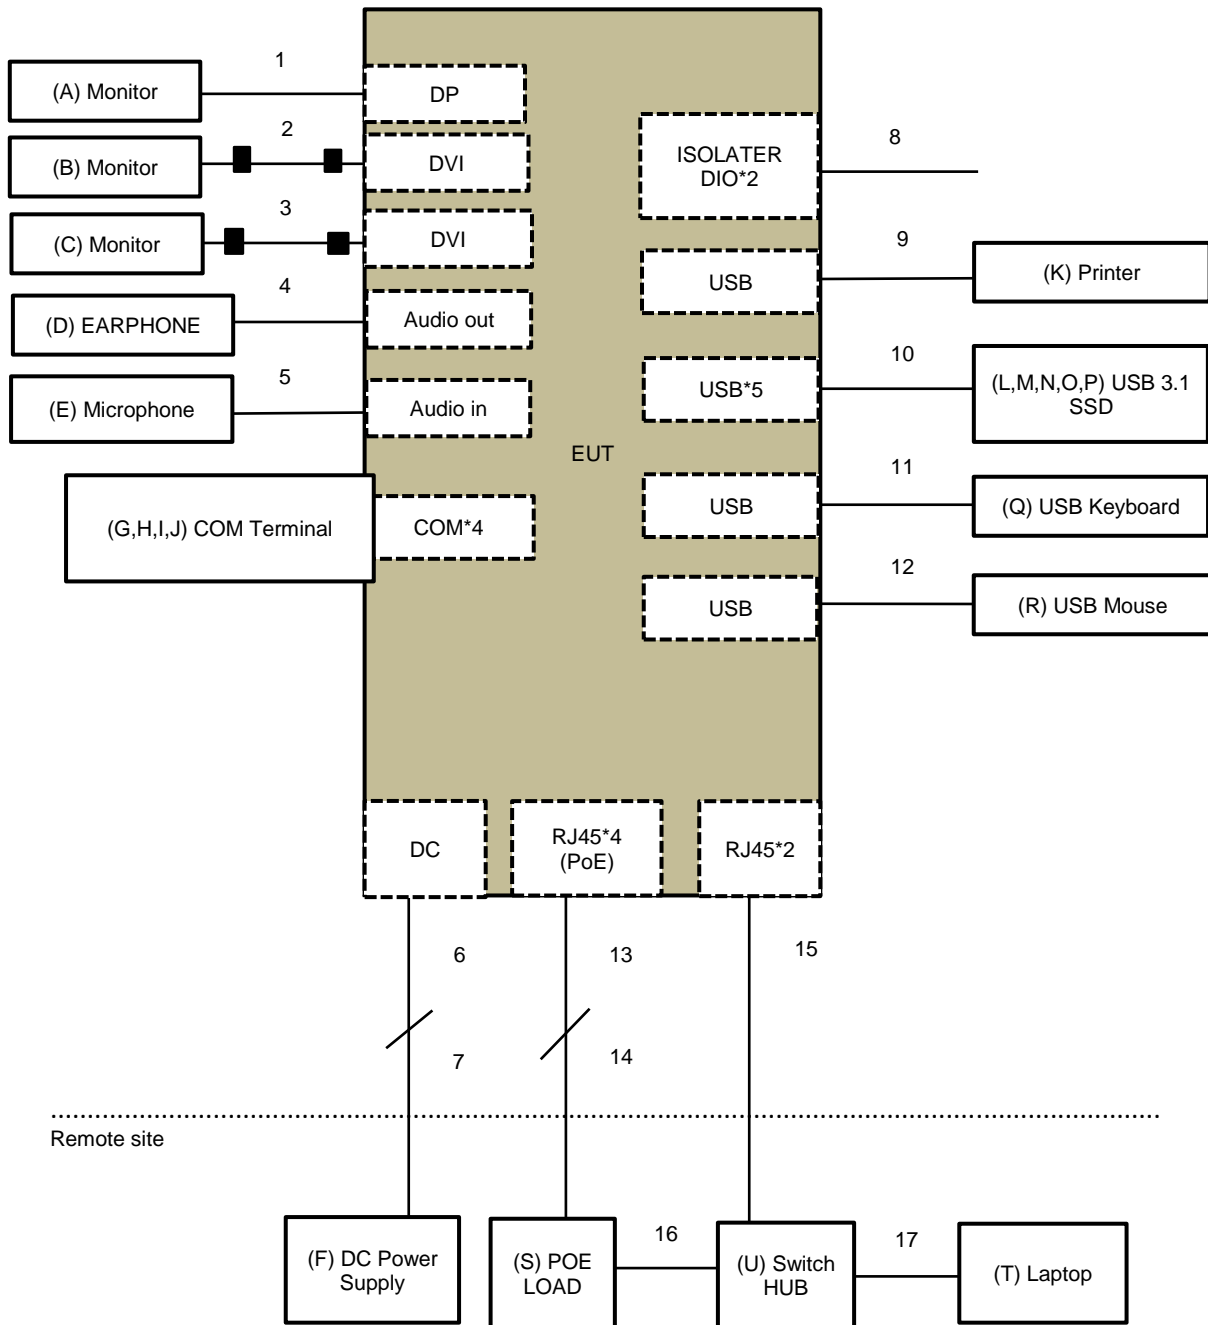 1
(A) Monitor
DP
2
(B) Monitor
DVI
3
(C) Monitor
DVI
4
(D) EARPHONE
Audio out
5
(E) Microphone
Audio in
(G,H,I,J) COM Terminal
COM*4
EUT
ISOLATER
DIO*2
8
USB
9
(K) Printer
USB*5
10
(L,M,N,O,P) USB 3.1
SSD
USB
11
(Q) USB Keyboard
USB
12
(R) USB Mouse
DC
RJ45*4
(PoE)
RJ45*2
6
13
15
7
14
Remote site
(F) DC Power
Supply
(S) POE
LOAD
16
(U) Switch
HUB
17
(T) Laptop